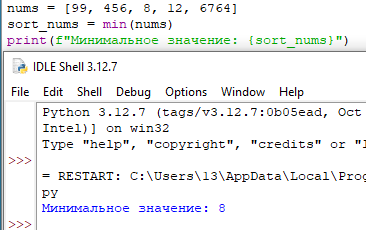 nums = [99, 456, 8, 12, 6764]
sort_nums = min(nums)
print(f"Минимальное значение: {sort_nums}")
IDLE Shell 3.12.7
File Edit Shell Debug Options Window Help
Python 3.12.7 (tags/v3.12.7:0b05ead, Oct
Intel)] on win32
Type "help", "copyright", "credits" or "l
>>>
= RESTART: C:\Users\13\AppData\Local\Prog
py
Минимальное значение: 8
>>>